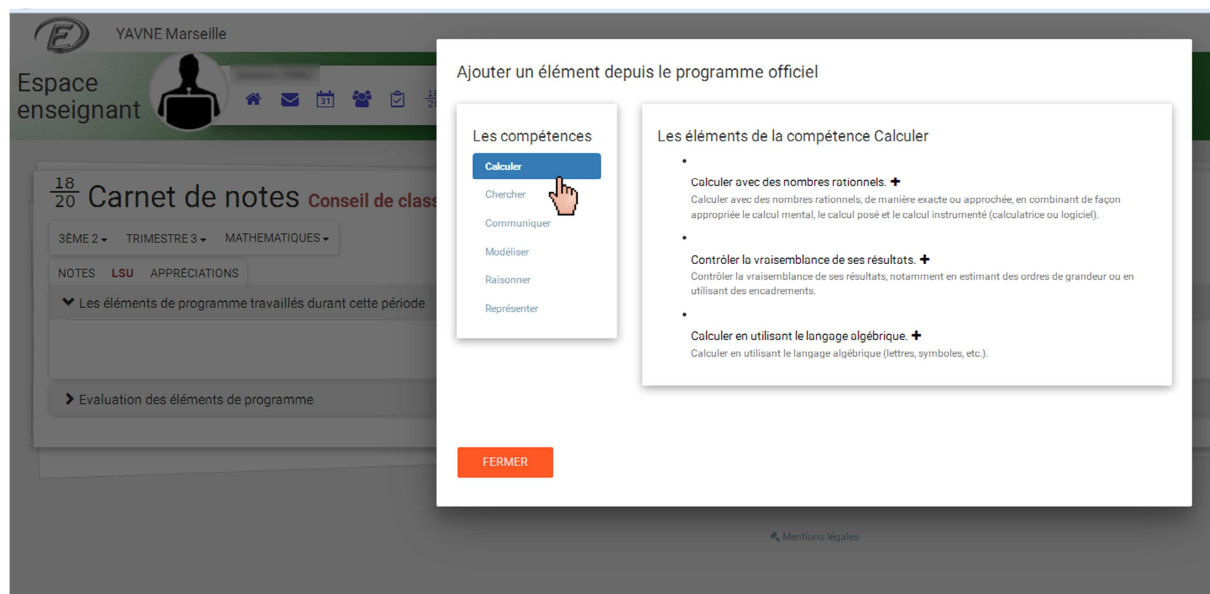 YAVNE Marseille
Espace
enseignant
31
18
20
18
20
Carnet de notes Conseil de class
3ÈME 2
TRIMESTRE 3
MATHEMATIQUES
NOTES
LSU
APPRÉCIATIONS
Les éléments de programme travaillés durant cette période
Evaluation des éléments de programme
Ajouter un élément depuis le programme officiel
Les compétences
Calculer
Chercher
Communiquer
Modéliser
Raisonner
Représenter
Les éléments de la compétence Calculer
Calculer avec des nombres rationnels. +
Calculer avec des nombres rationnels, de manière exacte ou approchée, en combinant de façon
appropriée le calcul mental, le calcul posé et le calcul instrumenté (calculatrice ou logiciel).
Contrôler la vraisemblance de ses résultats. +
Contrôler la vraisemblance de ses résultats, notamment en estimant des ordres de grandeur ou en
utilisant des encadrements.
Calculer en utilisant le langage algébrique. +
Calculer en utilisant le langage algébrique (lettres, symboles, etc.).
FERMER
Mentions légales